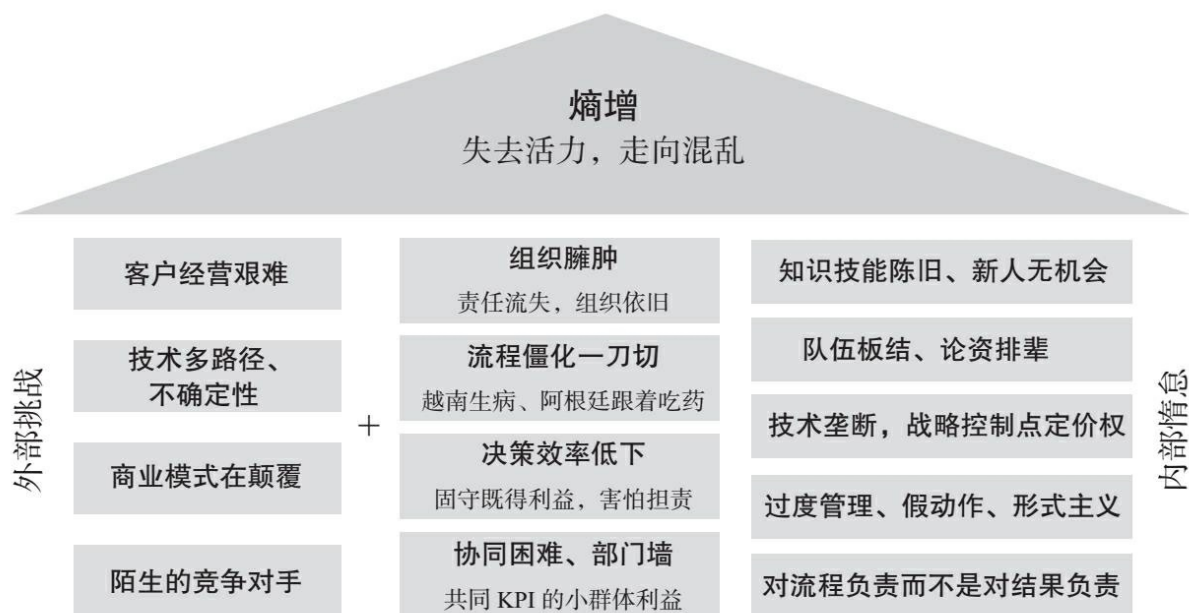 熵增
失去活力，走向混乱
外部挑战
客户经营艰难
技术多路径、
不确定性
商业模式在颠覆
陌生的竞争对手
+
组织臃肿
责任流失，组织依旧
流程僵化一刀切
越南生病、阿根廷跟着吃药
决策效率低下
固守既得利益，害怕担责
协同困难、部门墙
共同 KPI 的小群体利益
知识技能陈旧、新人无机会
队伍板结、论资排辈
技术垄断，战略控制点定价权
过度管理、假动作、形式主义
对流程负责而不是对结果负责
内部惰怠